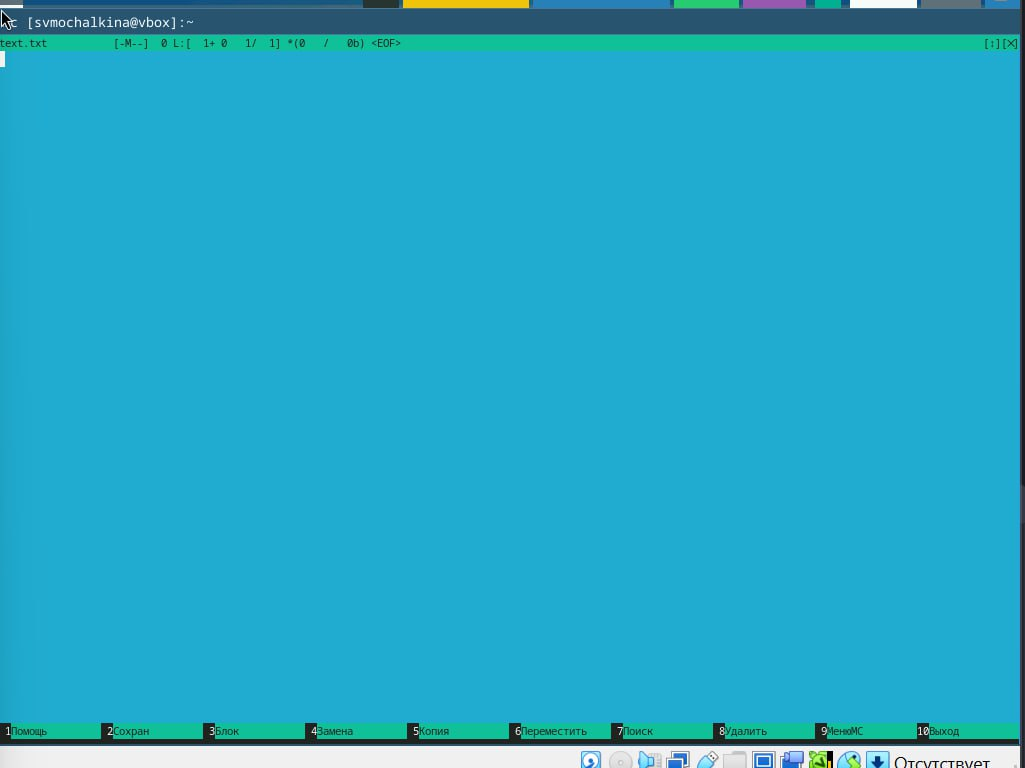 [svmochalkina@vbox]:~
text.txt [-M--] 0 L:[ 1+ 0 1/ 1] *(0 / 0b) <EOF> [↕][X]
1Помощь 2Сохран 3Блок 4Замена 5Копия 6Переместить 7Поиск 8Удалить 9МенюMC 10Выход
Отсутствует